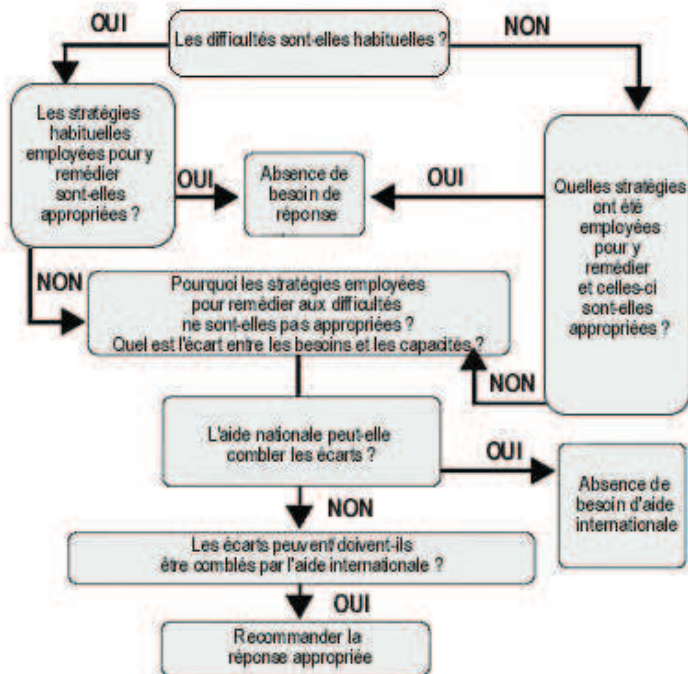 OUI
Les difficultés sont-elles habituelles ?
NON
Les stratégies
habituelles
employées pour y
remédier
sont-elles
appropriées ?
OUI
Absence de
besoin de
réponse
OUI
Quelles stratégies
ont été
employées
pour y
remédier
et celles-ci
sont-elles
appropriées ?
NON
Pourquoi les stratégies employées
pour remédier aux difficultés
ne sont-elles pas appropriées ?
Quel est l'écart entre les besoins et les capacités ?
NON
L'aide nationale peut-elle
combler les écarts ?
OUI
Absence de
besoin d'aide
internationale
NON
Les écarts peuvent/doivent-ils
être comblés par l'aide internationale ?
OUI
Recommander la
réponse appropriée